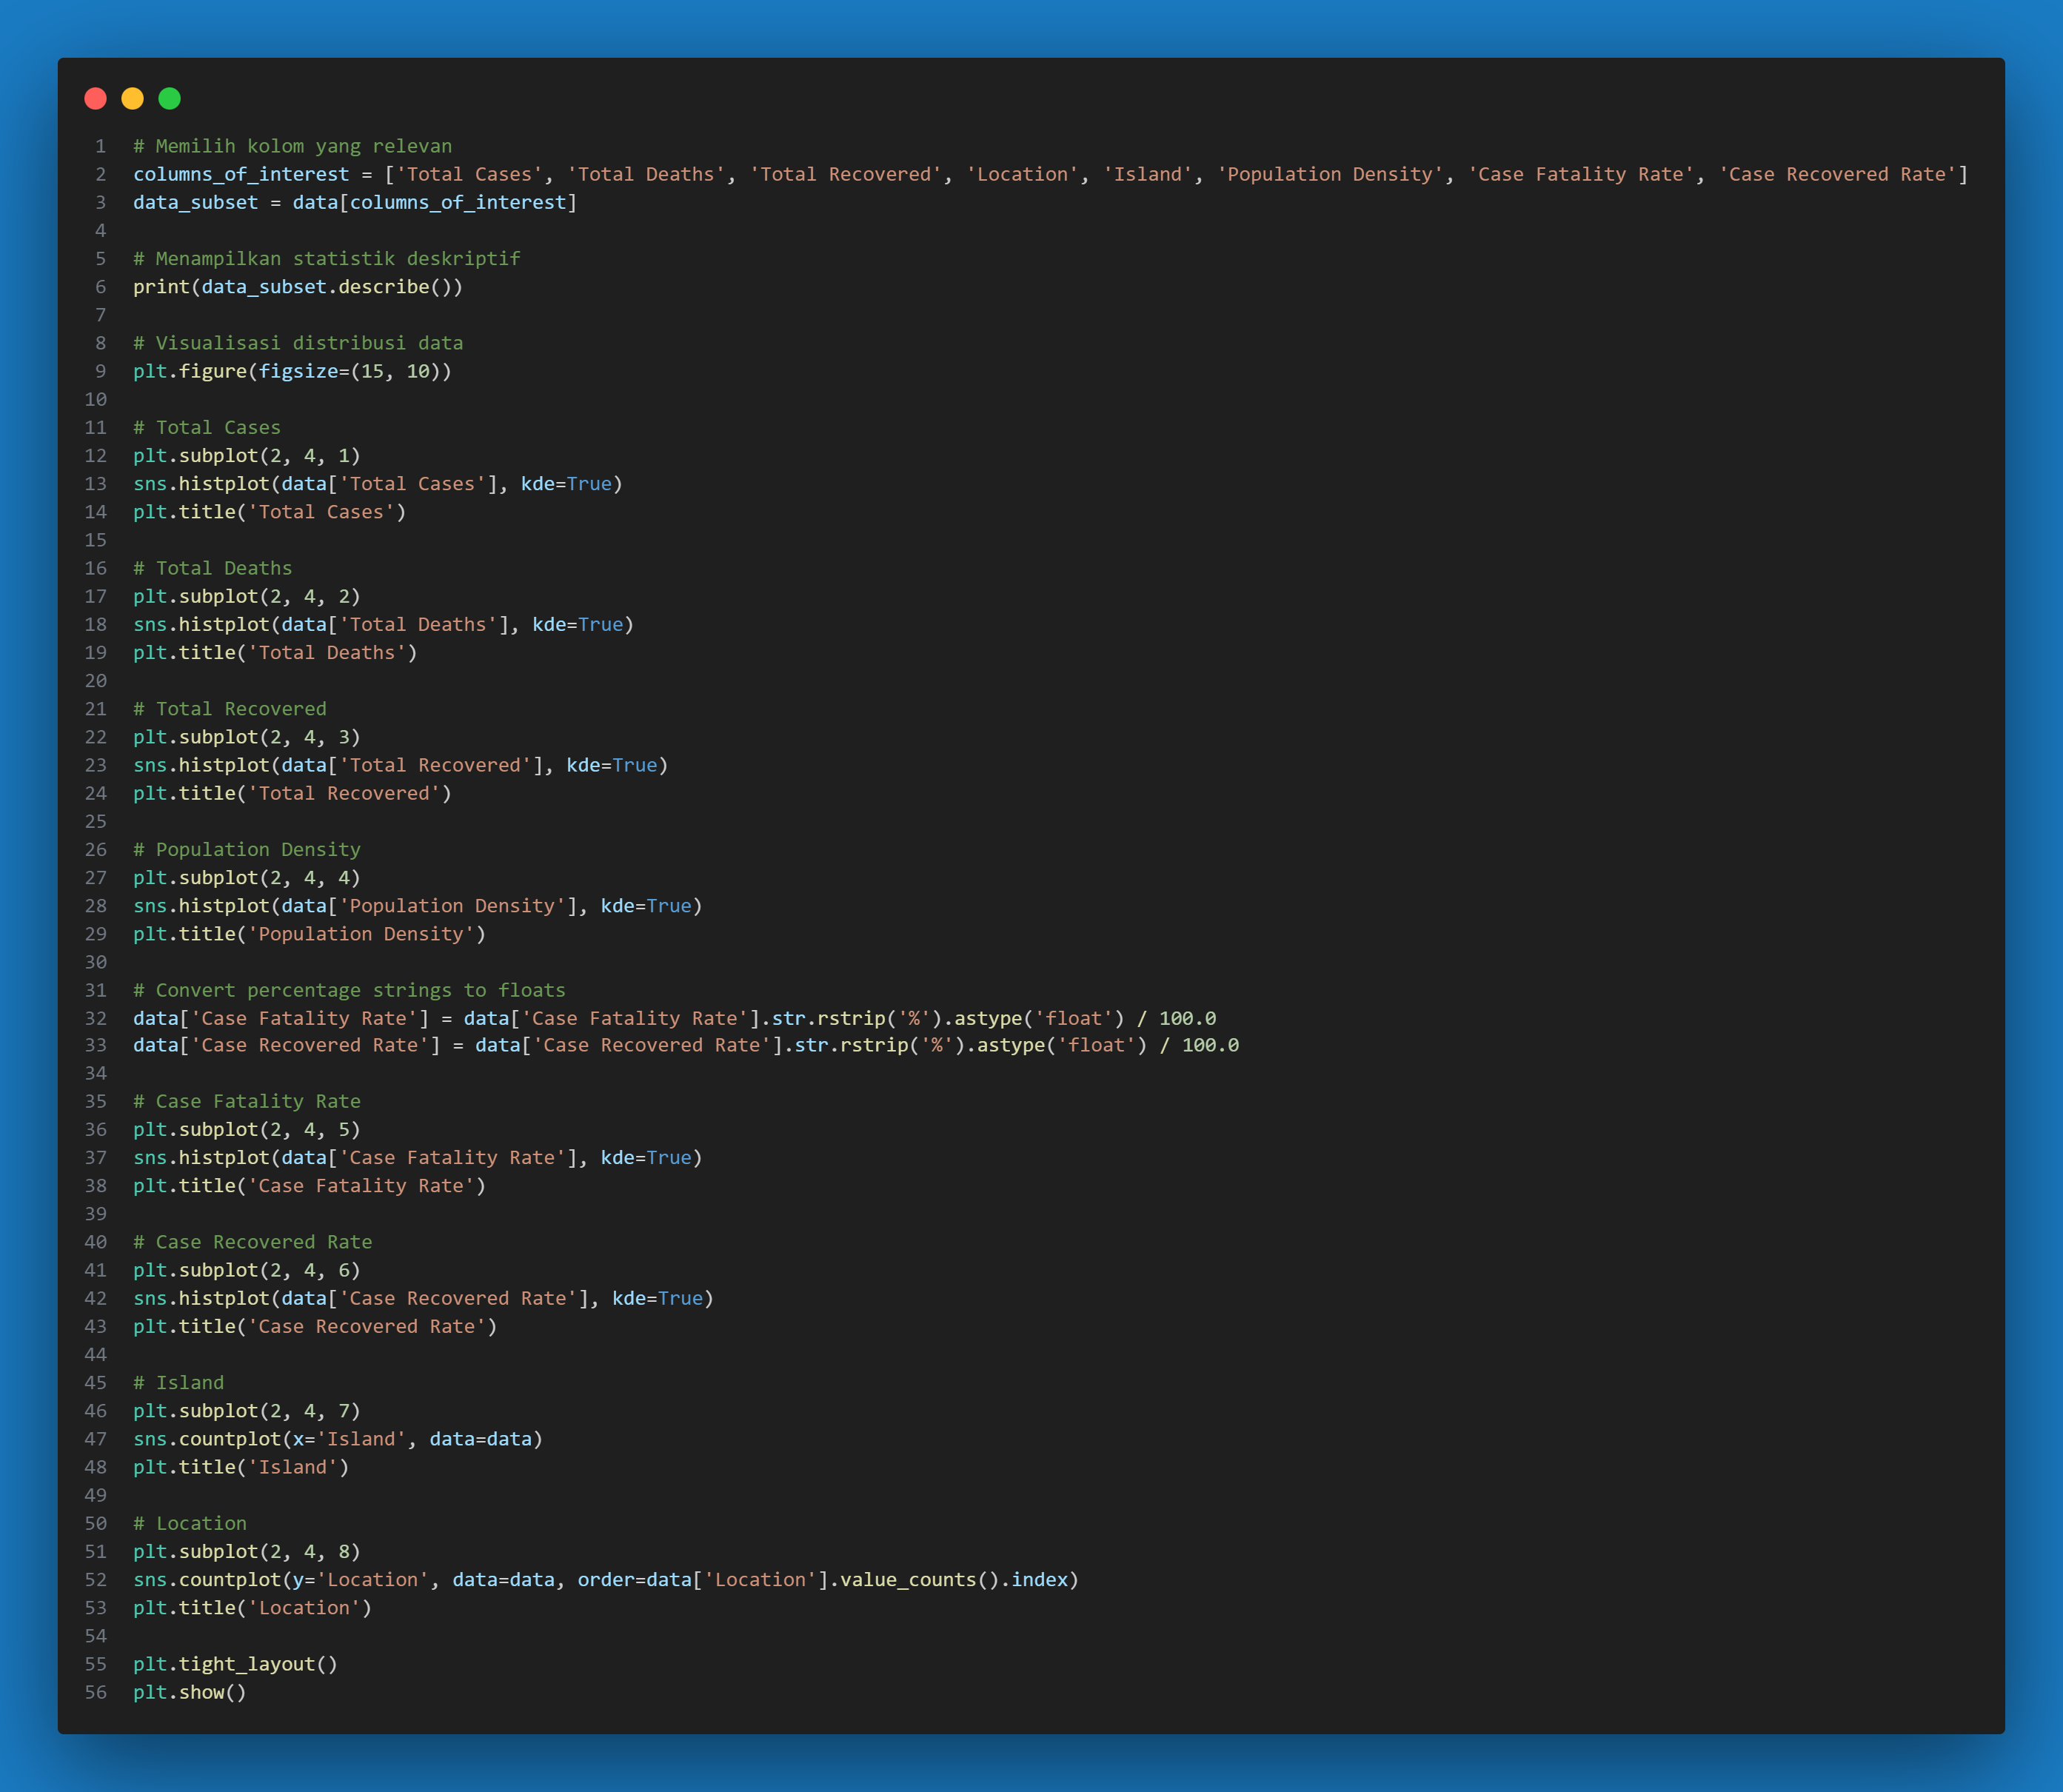 1 # Memilih kolom yang relevan
2 columns_of_interest = ['Total Cases', 'Total Deaths', 'Total Recovered', 'Location', 'Island', 'Population Density', 'Case Fatality Rate', 'Case Recovered Rate']
3 data_subset = data[columns_of_interest]
4
5 # Menampilkan statistik deskriptif
6 print(data_subset.describe())
7
8 # Visualisasi distribusi data
9 plt.figure(figsize=(15, 10))
10
11 # Total Cases
12 plt.subplot(2, 4, 1)
13 sns.histplot(data['Total Cases'], kde=True)
14 plt.title('Total Cases')
15
16 # Total Deaths
17 plt.subplot(2, 4, 2)
18 sns.histplot(data['Total Deaths'], kde=True)
19 plt.title('Total Deaths')
20
21 # Total Recovered
22 plt.subplot(2, 4, 3)
23 sns.histplot(data['Total Recovered'], kde=True)
24 plt.title('Total Recovered')
25
26 # Population Density
27 plt.subplot(2, 4, 4)
28 sns.histplot(data['Population Density'], kde=True)
29 plt.title('Population Density')
30
31 # Convert percentage strings to floats
32 data['Case Fatality Rate'] = data['Case Fatality Rate'].str.rstrip('%').astype('float') / 100.0
33 data['Case Recovered Rate'] = data['Case Recovered Rate'].str.rstrip('%').astype('float') / 100.0
34
35 # Case Fatality Rate
36 plt.subplot(2, 4, 5)
37 sns.histplot(data['Case Fatality Rate'], kde=True)
38 plt.title('Case Fatality Rate')
39
40 # Case Recovered Rate
41 plt.subplot(2, 4, 6)
42 sns.histplot(data['Case Recovered Rate'], kde=True)
43 plt.title('Case Recovered Rate')
44
45 # Island
46 plt.subplot(2, 4, 7)
47 sns.countplot(x='Island', data=data)
48 plt.title('Island')
49
50 # Location
51 plt.subplot(2, 4, 8)
52 sns.countplot(y='Location', data=data, order=data['Location'].value_counts().index)
53 plt.title('Location')
54
55 plt.tight_layout()
56 plt.show()